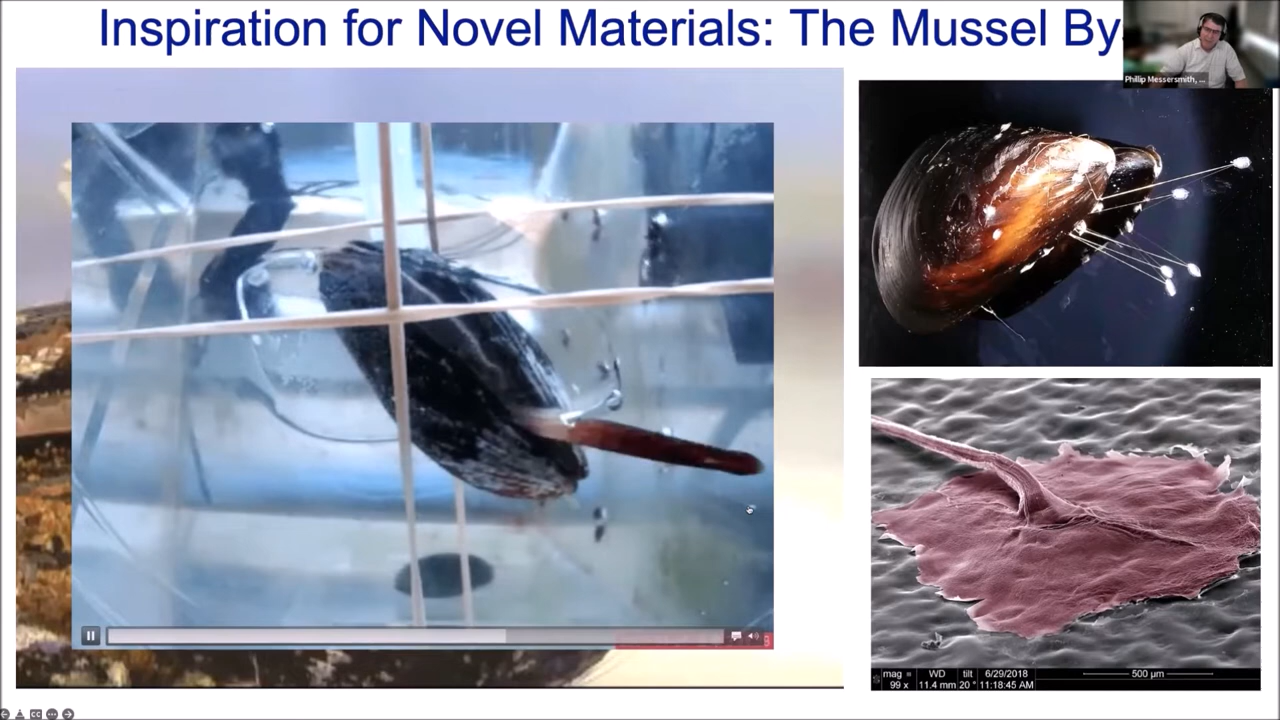 Inspiration for Novel Materials: The Mussel By
Phillip Messersmith, ...
mag = WD tilt 6/29/2018 500 µm
99 x 11.4 mm 20 ° 11:18:45 AM
CC